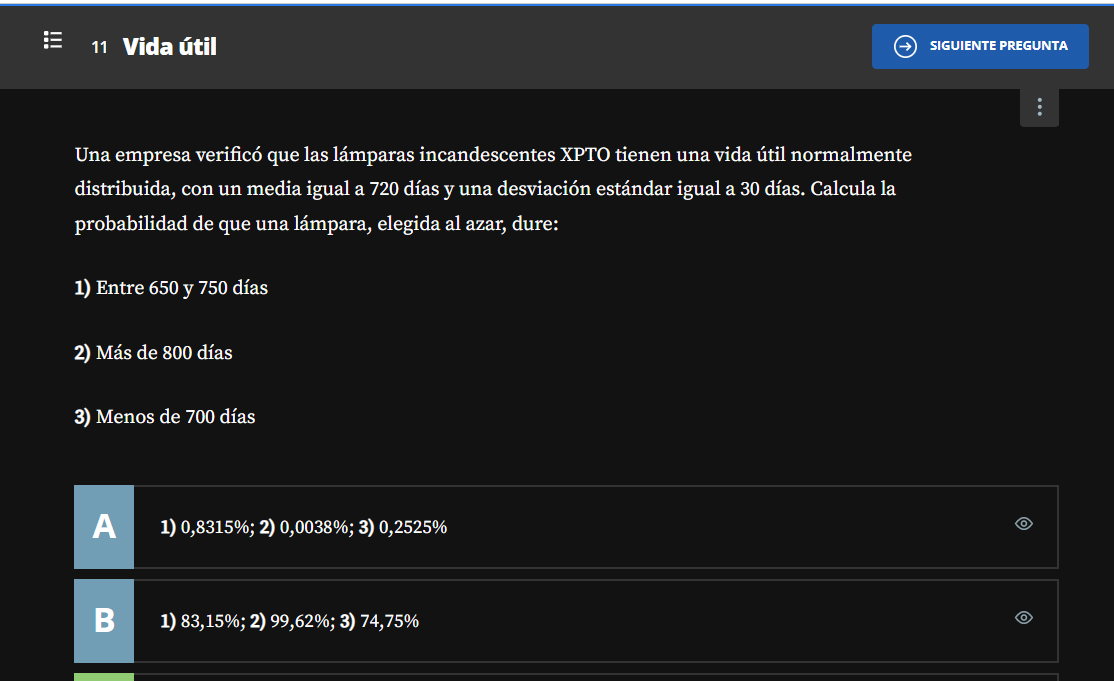 11 Vida útil
SIGUIENTE PREGUNTA
Una empresa verificó que las lámparas incandescentes XPTO tienen una vida útil normalmente
distribuida, con un media igual a 720 días y una desviación estándar igual a 30 días. Calcula la
probabilidad de que una lámpara, elegida al azar, dure:
1) Entre 650 y 750 días
2) Más de 800 días
3) Menos de 700 días
A 1) 0,8315%; 2) 0,0038%; 3) 0,2525%
B 1) 83,15%; 2) 99,62%; 3) 74,75%